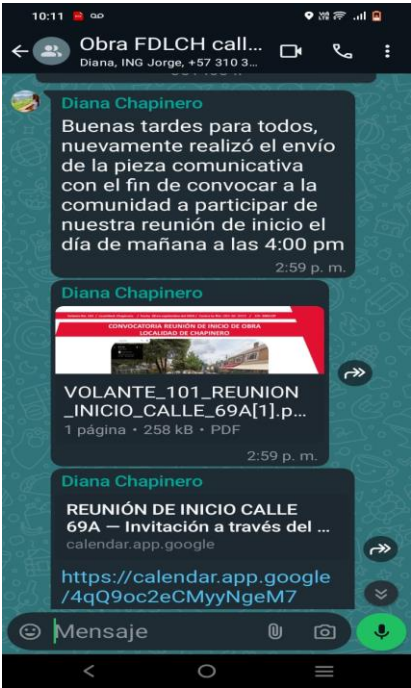 10:11
Obra FDLCH call...
Diana, ING Jorge, +57 310 3...
Diana Chapinero
Buenas tardes para todos,
nuevamente realizó el envío
de la pieza comunicativa
con el fin de convocar a la
comunidad a participar de
nuestra reunión de inicio el
día de mañana a las 4:00 pm
2:59 p. m.
Diana Chapinero
CONVOCATORIA REUNIÓN DE INICIO DE OBRA
LOCALIDAD DE CHAPINERO
VOLANTE_101_REUNION
_INICIO_CALLE_69A[1].p...
1 página • 258 kB • PDF
2:59 p. m.
Diana Chapinero
REUNIÓN DE INICIO CALLE
69A — Invitación a través del ...
calendar.app.google
https://calendar.app.google
/4qQ9oc2eCMyyNgeM7
Mensaje